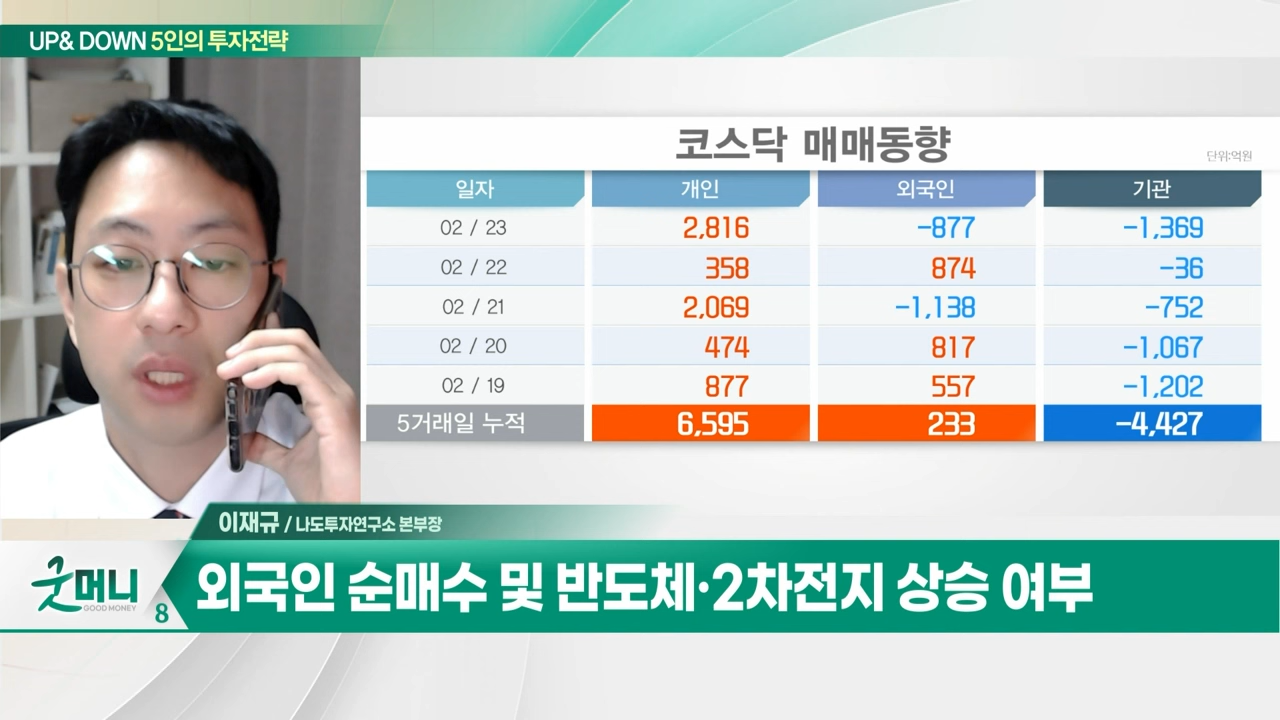 UP& DOWN 5인의 투자전략
코스닥 매매동향
단위:억원
일자 개인 외국인 기관
02 / 23 2,816 -877 -1,369
02 / 22 358 874 -36
02 / 21 2,069 -1,138 -752
02 / 20 474 817 -1,067
02 / 19 877 557 -1,202
5거래일 누적 6,595 233 -4,427
이재규 / 나도투자연구소 본부장
굿머니
GOOD MONEY
8
외국인 순매수 및 반도체·2차전지 상승 여부